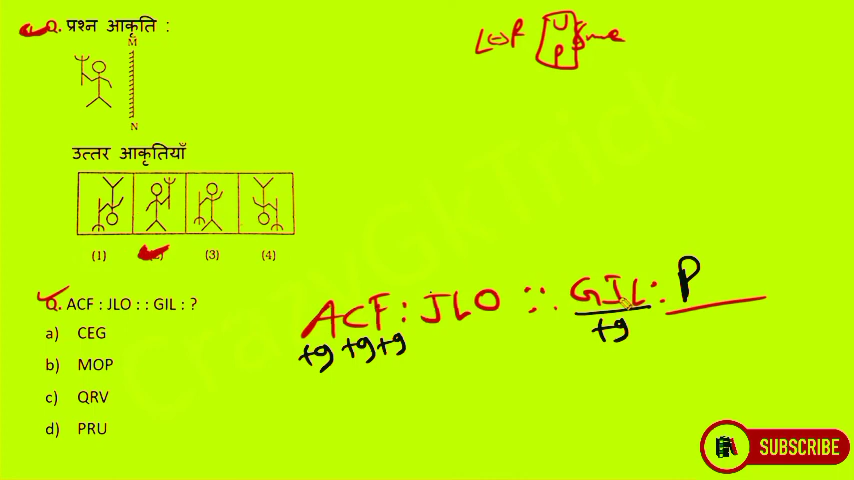 Q. प्रश्न आकृति :
M
N
उत्तर आकृतियाँ
(1) (3) (4)
Q. ACF : JLO : : GIL : ?
a) CEG
b) MOP
c) QRV
d) PRU
U
P
ACF : JLO :: GIL : P
+9 +9 +9 +9
CrazyGkTrick
SUBSCRIBE